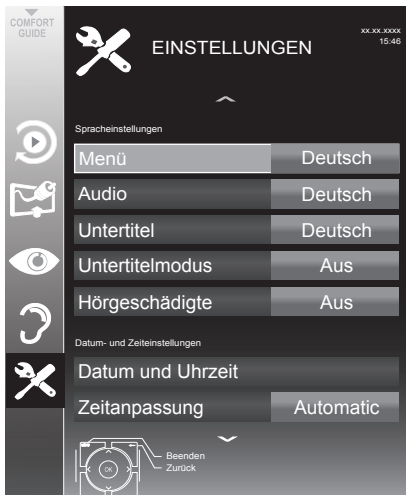 COMFORT
GUIDE
EINSTELLUNGEN
xx.xx.xxxx
15:46
Spracheinstellungen
Menü Deutsch
Audio Deutsch
Untertitel Deutsch
Untertitelmodus Aus
Hörgeschädigte Aus
Datum- und Zeiteinstellungen
Datum und Uhrzeit
Zeitanpassung Automatic
Beenden
Zurück
OK